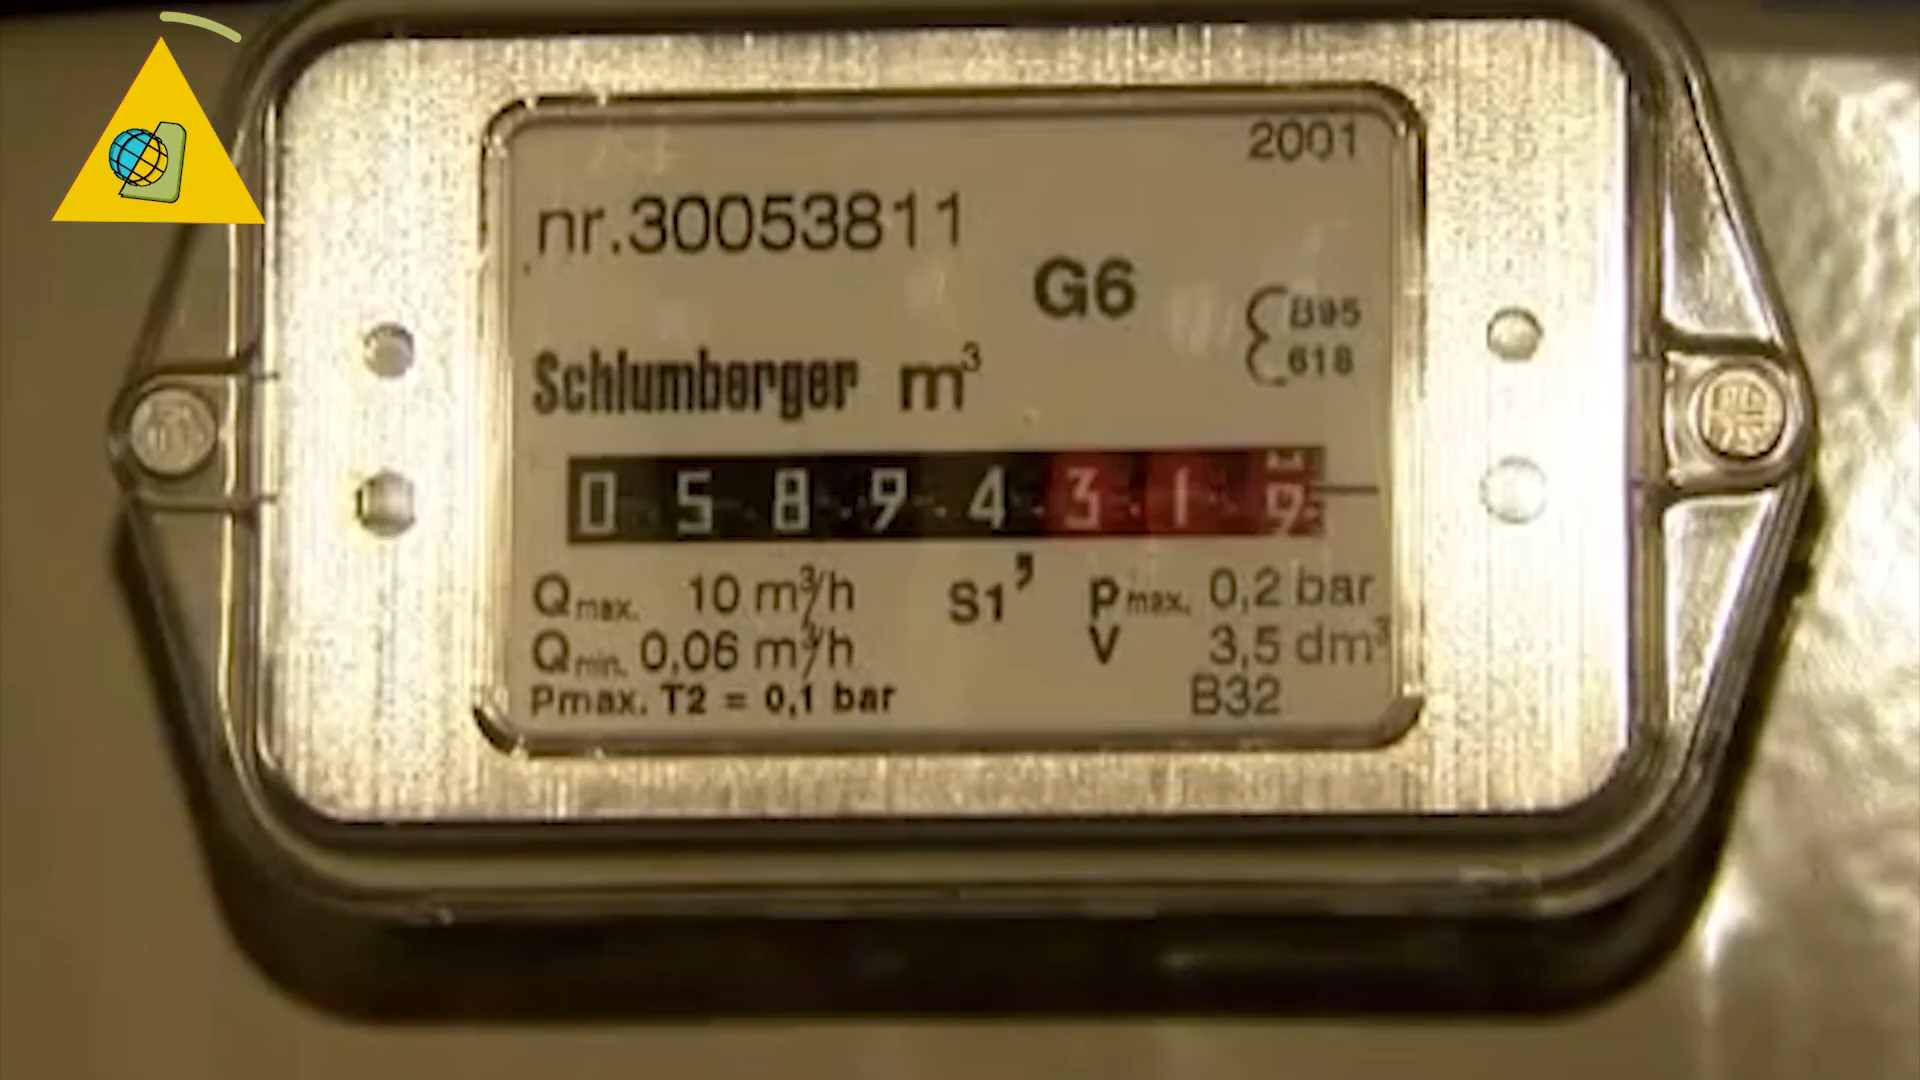 2001
nr.30053811
G6
B95
618
Schlumberger m³
0 5 8 9 4 3 1
Qmax. 10 m³/h
S1
,
Pmax. 0,2 bar
Qmin. 0,06 m³/h
V 3,5 dm³
Pmax. T2 = 0,1 bar
B32